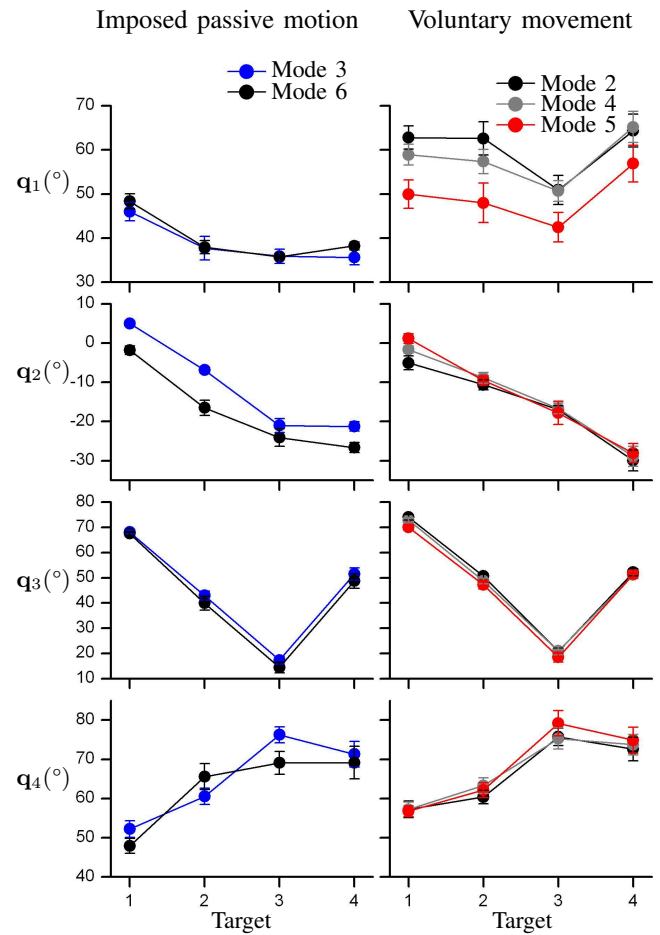 Imposed passive motion
Voluntary movement
Mode 3
Mode 6
Mode 2
Mode 4
Mode 5
q₁(°)
70
60
50
40
30
q₂(°)
10
0
-10
-20
-30
q₃(°)
80
70
60
50
40
30
20
10
q₄(°)
80
70
60
50
40
1 2 3 4
1 2 3 4
Target
Target